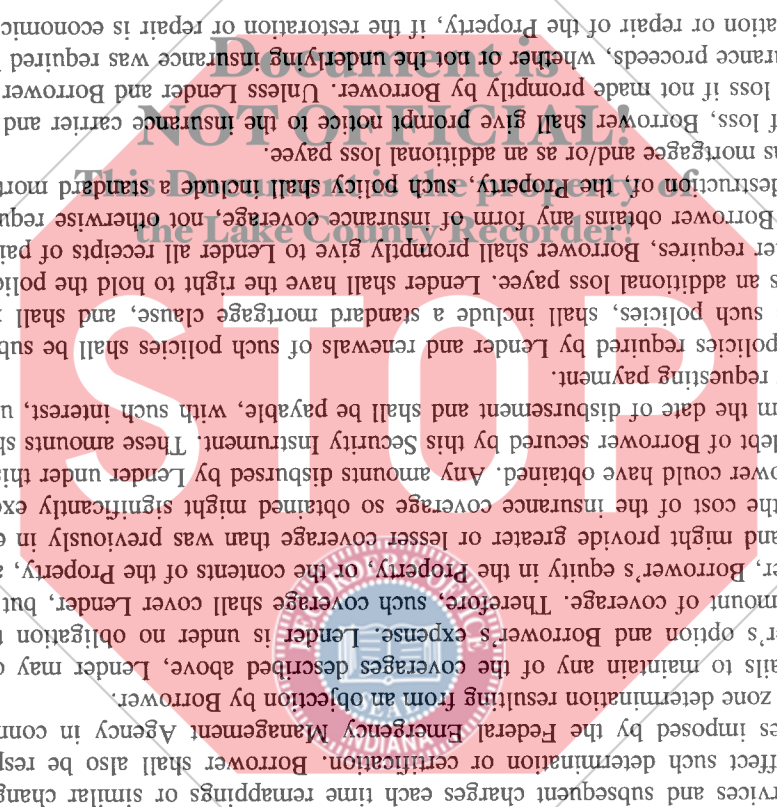 rvices and subsequent charges each time remappings or similar chang
ffect such determination or certification. Borrower shall also be resp
es imposed by the Federal Emergency Management Agency in conn
zone determination resulting from an objection by Borrower.
ails to maintain any of the coverages described above, Lender may
er's option and Borrower's expense. Lender is under no obligation
mount of coverage. Therefore, such coverage shall cover Lender, but
er, Borrower's equity in the Property, or the contents of the Property,
and might provide greater or lesser coverage than was previously in
the cost of the insurance coverage so obtained might significantly exc
ower could have obtained. Any amounts disbursed by Lender under this
debt of Borrower secured by this Security Instrument. These amounts sh
m the date of disbursement and shall be payable, with such interest, u
requesting payment.
policies required by Lender and renewals of such policies shall be sub
such policies, shall include a standard mortgage clause, and shall
s an additional loss payee. Lender shall have the right to hold the polic
er requires, Borrower shall promptly give to Lender all receipts of pai
Borrower obtains any form of insurance coverage, not otherwise requ
destruction of, the Property, such policy shall include a standard mort
as mortgagee and/or as an additional loss payee.
f loss, Borrower shall give prompt notice to the insurance carrier and
loss if not made promptly by Borrower. Unless Lender and Borrower
urance proceeds, whether or not the underlying insurance was required
ation or repair of the Property, if the restoration or repair is economic
Document is
NOT OFFICIAL!
This Document is the property of
the Lake County Recorder!
STOP
RECORDER'S OFFICE
SEAL
INDIANA